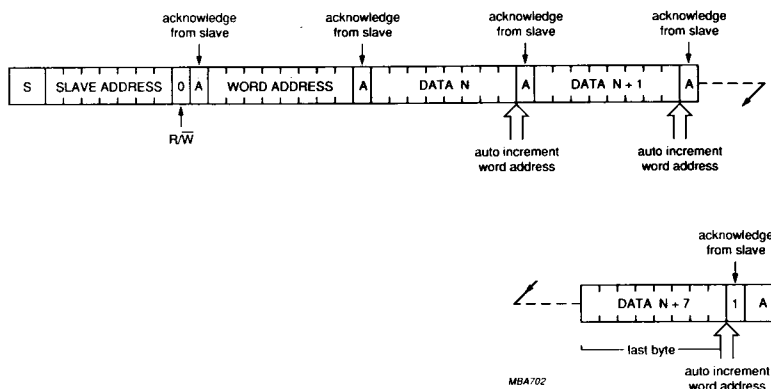 acknowledge from slave
acknowledge from slave
acknowledge from slave
acknowledge from slave
S SLAVE ADDRESS 0 A WORD ADDRESS A DATA N A DATA N + 1 A
R/W̅
auto increment word address
auto increment word address
acknowledge from slave
DATA N + 7 1 A
last byte
auto increment word address
MBA702